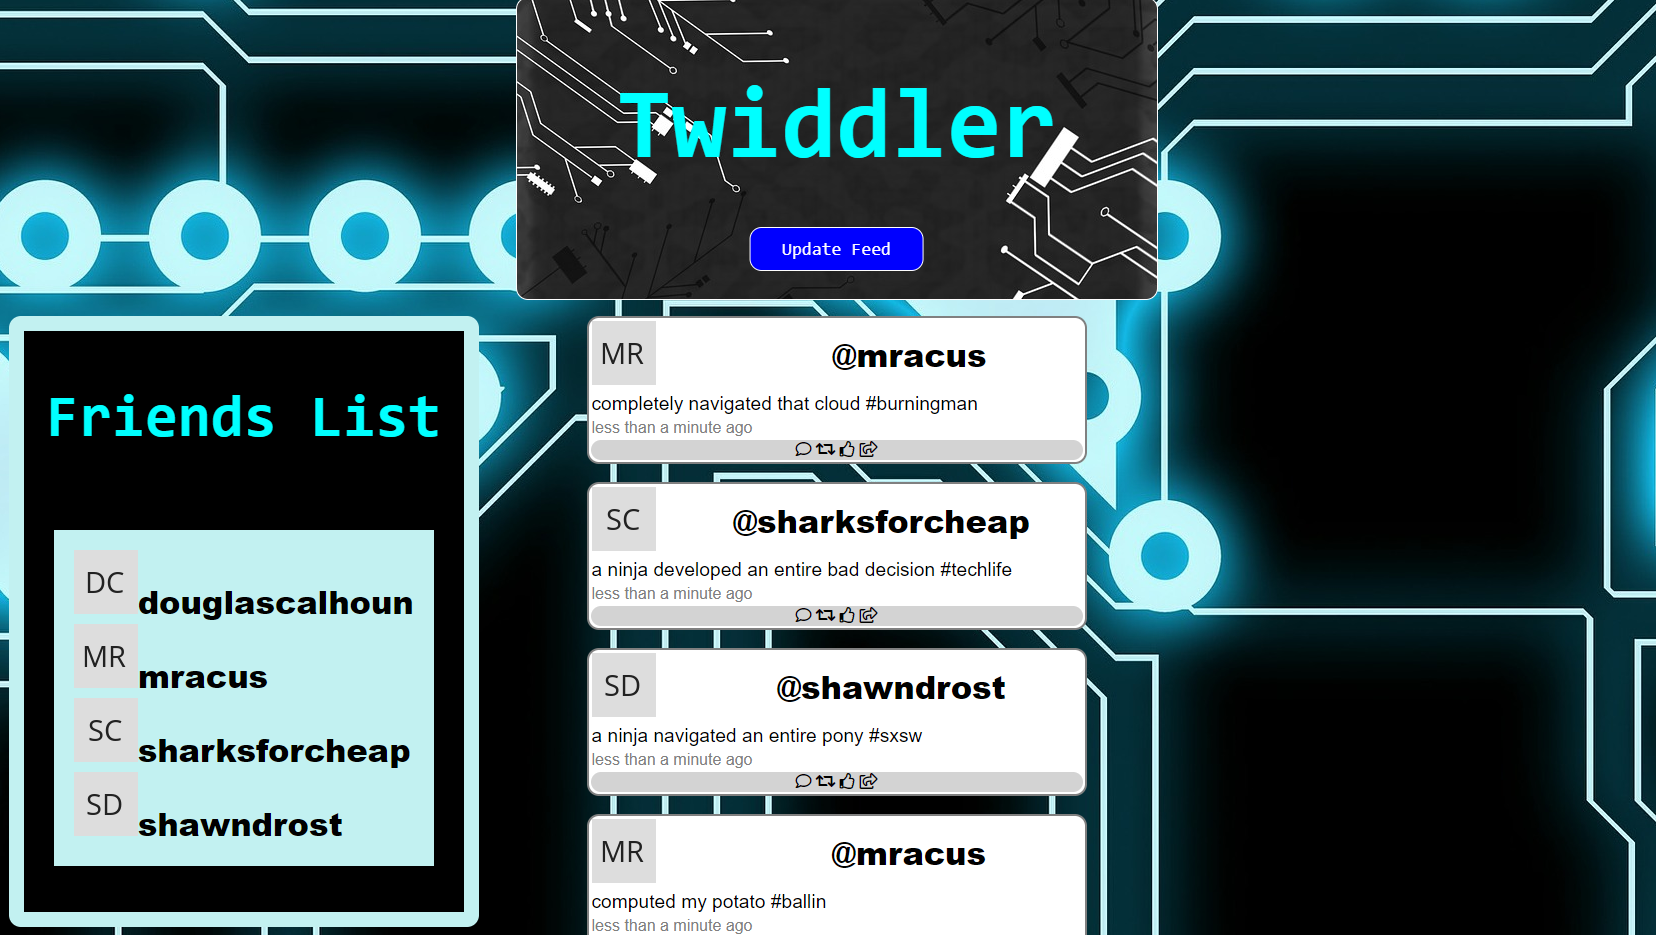 Twiddler
Update Feed
Friends List
DC douglascalhoun
MR mracus
SC sharksforcheap
SD shawndrost
MR @mracus
completely navigated that cloud #burningman
less than a minute ago
SC @sharksforcheap
a ninja developed an entire bad decision #techlife
less than a minute ago
SD @shawndrost
a ninja navigated an entire pony #sxsw
less than a minute ago
MR @mracus
computed my potato #ballin
less than a minute ago